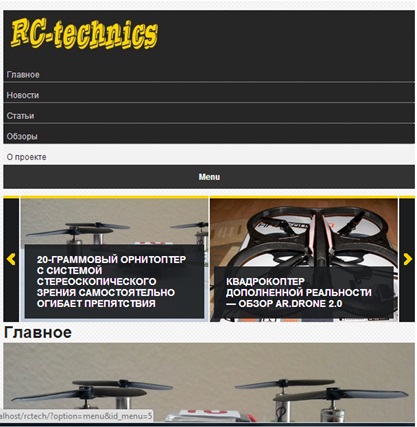 RC-technics
Главное
Новости
Статьи
Обзоры
О проекте
Menu
20-ГРАММОВЫЙ ОРНИТОПТЕР
С СИСТЕМОЙ
СТЕРЕОСКОПИЧЕСКОГО
ЗРЕНИЯ САМОСТОЯТЕЛЬНО
ОГИБАЕТ ПРЕПЯТСТВИЯ
КВАДРОКОПТЕР
ДОПОЛНЕННОЙ РЕАЛЬНОСТИ
— ОБЗОР AR.DRONE 2.0
Главное
alhost/rctech/?option=menu&id_menu=5